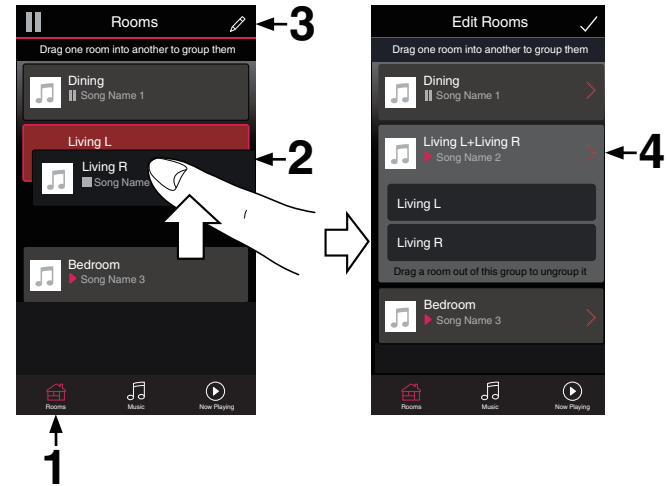 Rooms
3
Drag one room into another to group them
Dining
Song Name 1
Living L
2
Living R
Song Name
Bedroom
Song Name 3
Rooms
Music
Now Playing
1
Edit Rooms
Drag one room into another to group them
Dining
Song Name 1
Living L+Living R
4
Song Name 2
Living L
Living R
Drag a room out of this group to ungroup it
Bedroom
Song Name 3
Rooms
Music
Now Playing